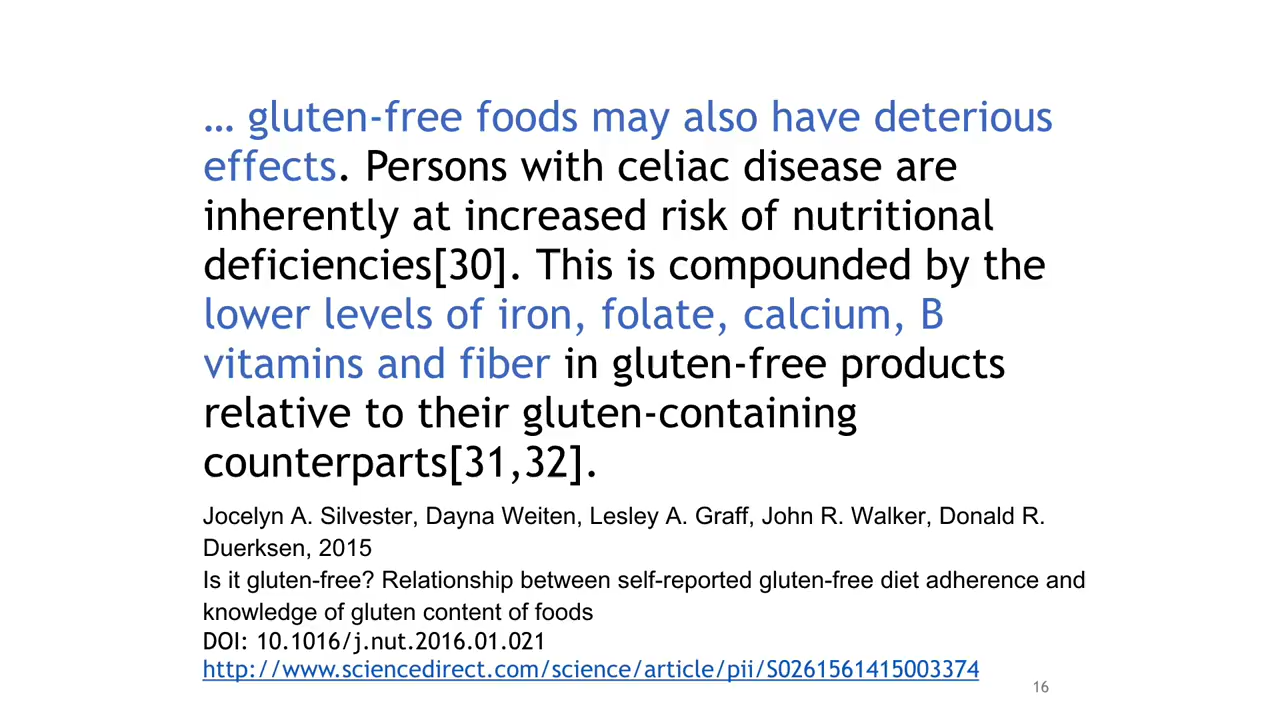 … gluten-free foods may also have deterious
effects. Persons with celiac disease are
inherently at increased risk of nutritional
deficiencies[30]. This is compounded by the
lower levels of iron, folate, calcium, B
vitamins and fiber in gluten-free products
relative to their gluten-containing
counterparts[31,32].
Jocelyn A. Silvester, Dayna Weiten, Lesley A. Graff, John R. Walker, Donald R.
Duerksen, 2015
Is it gluten-free? Relationship between self-reported gluten-free diet adherence and
knowledge of gluten content of foods
DOI: 10.1016/j.nut.2016.01.021
http://www.sciencedirect.com/science/article/pii/S0261561415003374
16